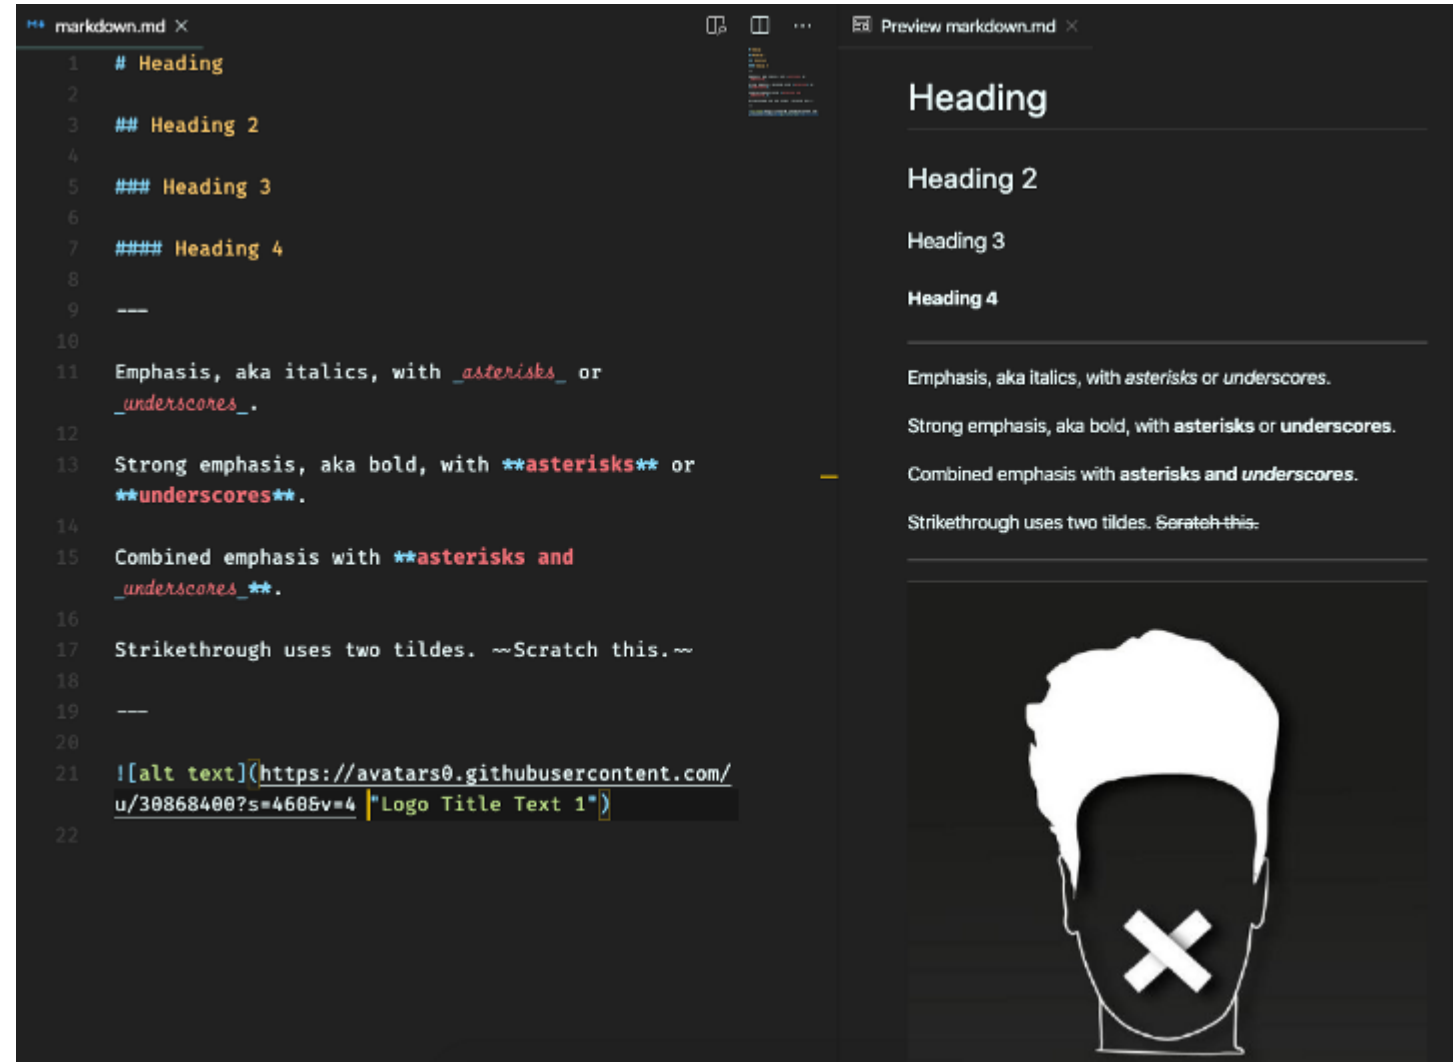 markdown.md
Preview markdown.md
1 # Heading
2
3 ## Heading 2
4
5 ### Heading 3
6
7 #### Heading 4
8
9 ---
10
11 Emphasis, aka italics, with _asterisks_ or
_underscores_.
12
13 Strong emphasis, aka bold, with **asterisks** or
**underscores**.
14
15 Combined emphasis with **asterisks and
_underscores_**.
16
17 Strikethrough uses two tildes. ~~Scratch this.~~
18
19 ---
20
21 ![alt text](https://avatars0.githubusercontent.com/
u/30868400?s=460&v=4 "Logo Title Text 1")
22
Heading
Heading 2
Heading 3
Heading 4
Emphasis, aka italics, with asterisks or underscores.
Strong emphasis, aka bold, with asterisks or underscores.
Combined emphasis with asterisks and underscores.
Strikethrough uses two tildes. Scratch this.